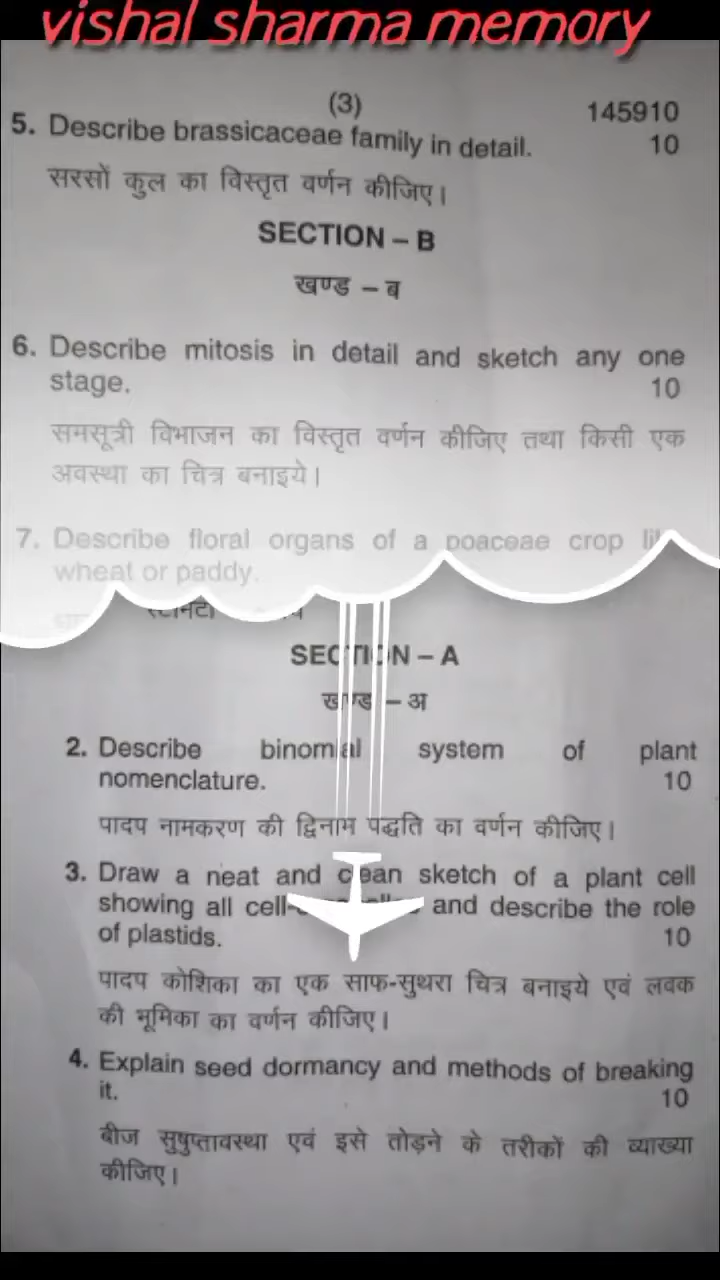 vishal sharma memory
(3)
145910
5. Describe brassicaceae family in detail. 10
सरसों कुल का विस्तृत वर्णन कीजिए।
SECTION – B
खण्ड – ब
6. Describe mitosis in detail and sketch any one
stage. 10
समसूत्री विभाजन का विस्तृत वर्णन कीजिए तथा किसी एक
अवस्था का चित्र बनाइये।
7. Describe floral organs of a poaceae crop
wheat or paddy.
SECTION – A
खण्ड – अ
2. Describe binomial system of plant
nomenclature. 10
पादप नामकरण की द्विनाम पद्धति का वर्णन कीजिए।
3. Draw a neat and clean sketch of a plant cell
showing all and describe the role
of plastids. 10
पादप कोशिका का एक साफ-सुथरा चित्र बनाइये एवं लवक
की भूमिका का वर्णन कीजिए।
4. Explain seed dormancy and methods of breaking
it. 10
बीज सुषुप्तावस्था एवं इसे तोड़ने के तरीकों की व्याख्या
कीजिए।